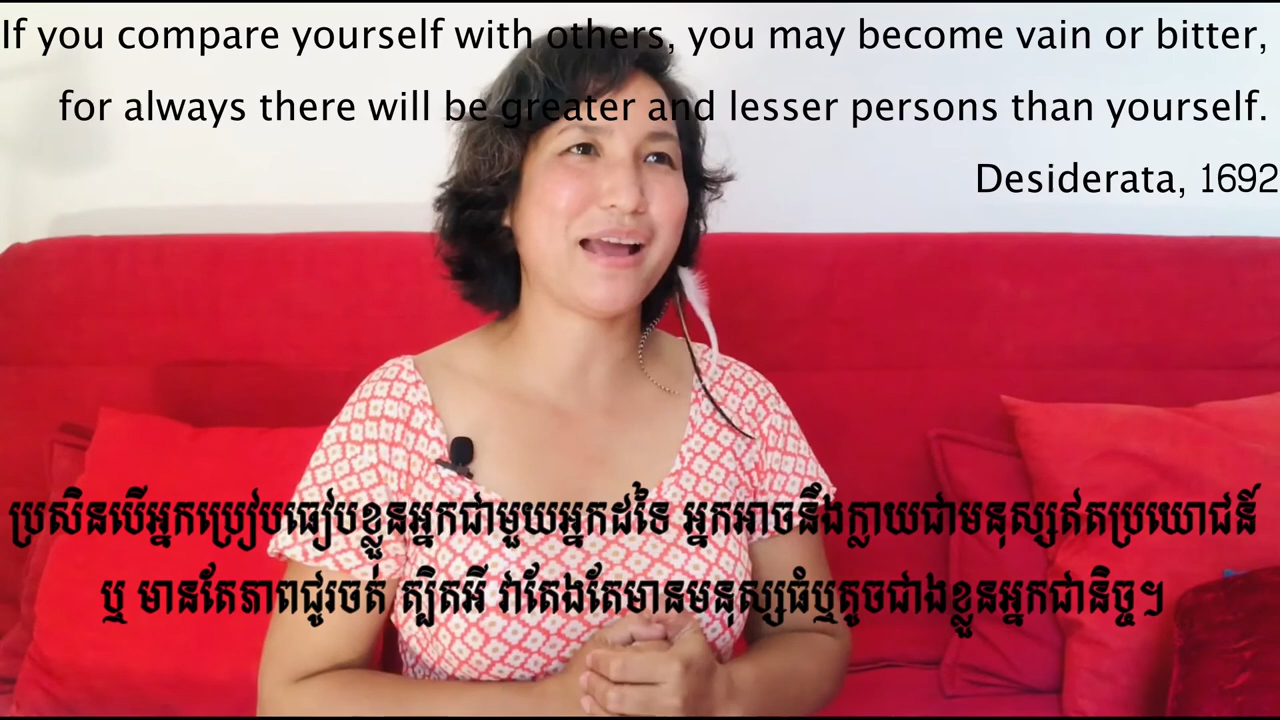 If you compare yourself with others, you may become vain or bitter,
for always there will be greater and lesser persons than yourself.
Desiderata, 1692
ប្រសិនបើអ្នកប្រៀបធៀបខ្លួនអ្នកជាមួយអ្នកដទៃ អ្នកអាចនឹងក្លាយជាមនុស្សឥតប្រយោជន៍
ឬ មានតែភាពជូរចត់ ត្បិតអី វាតែងតែមានមនុស្សធំឬតូចជាងខ្លួនអ្នកជានិច្ច។